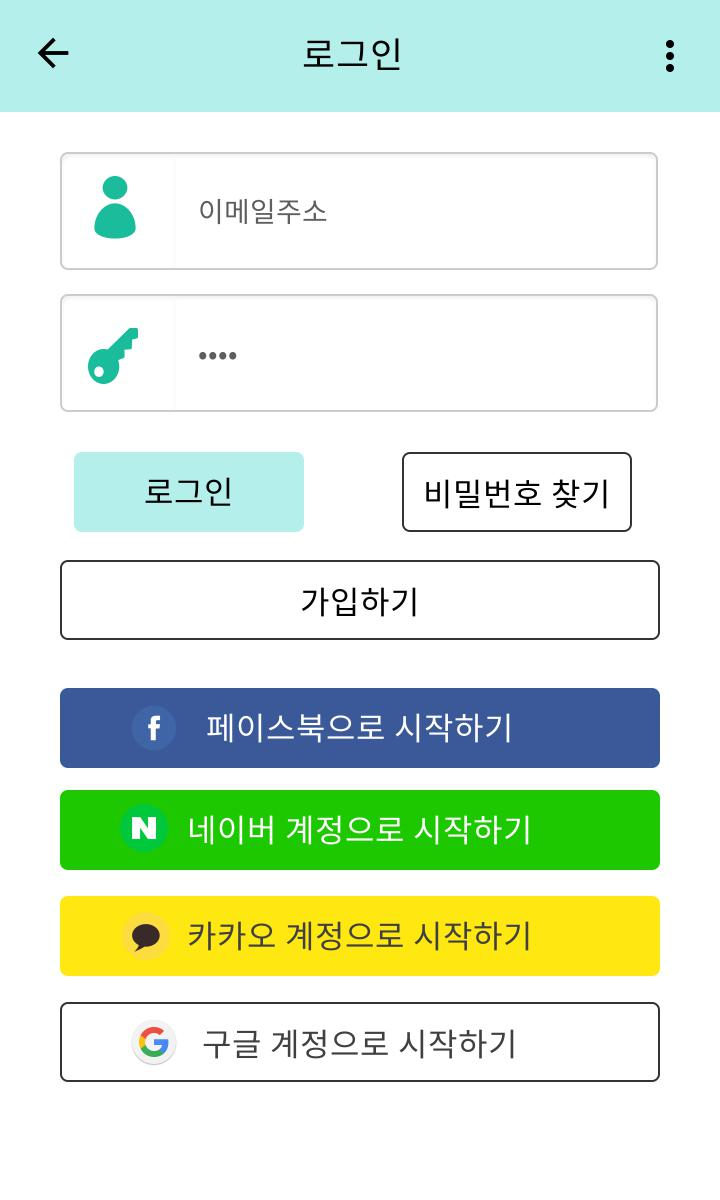 로그인
이메일주소
••••
로그인
비밀번호 찾기
가입하기
f 페이스북으로 시작하기
N 네이버 계정으로 시작하기
카카오 계정으로 시작하기
G 구글 계정으로 시작하기